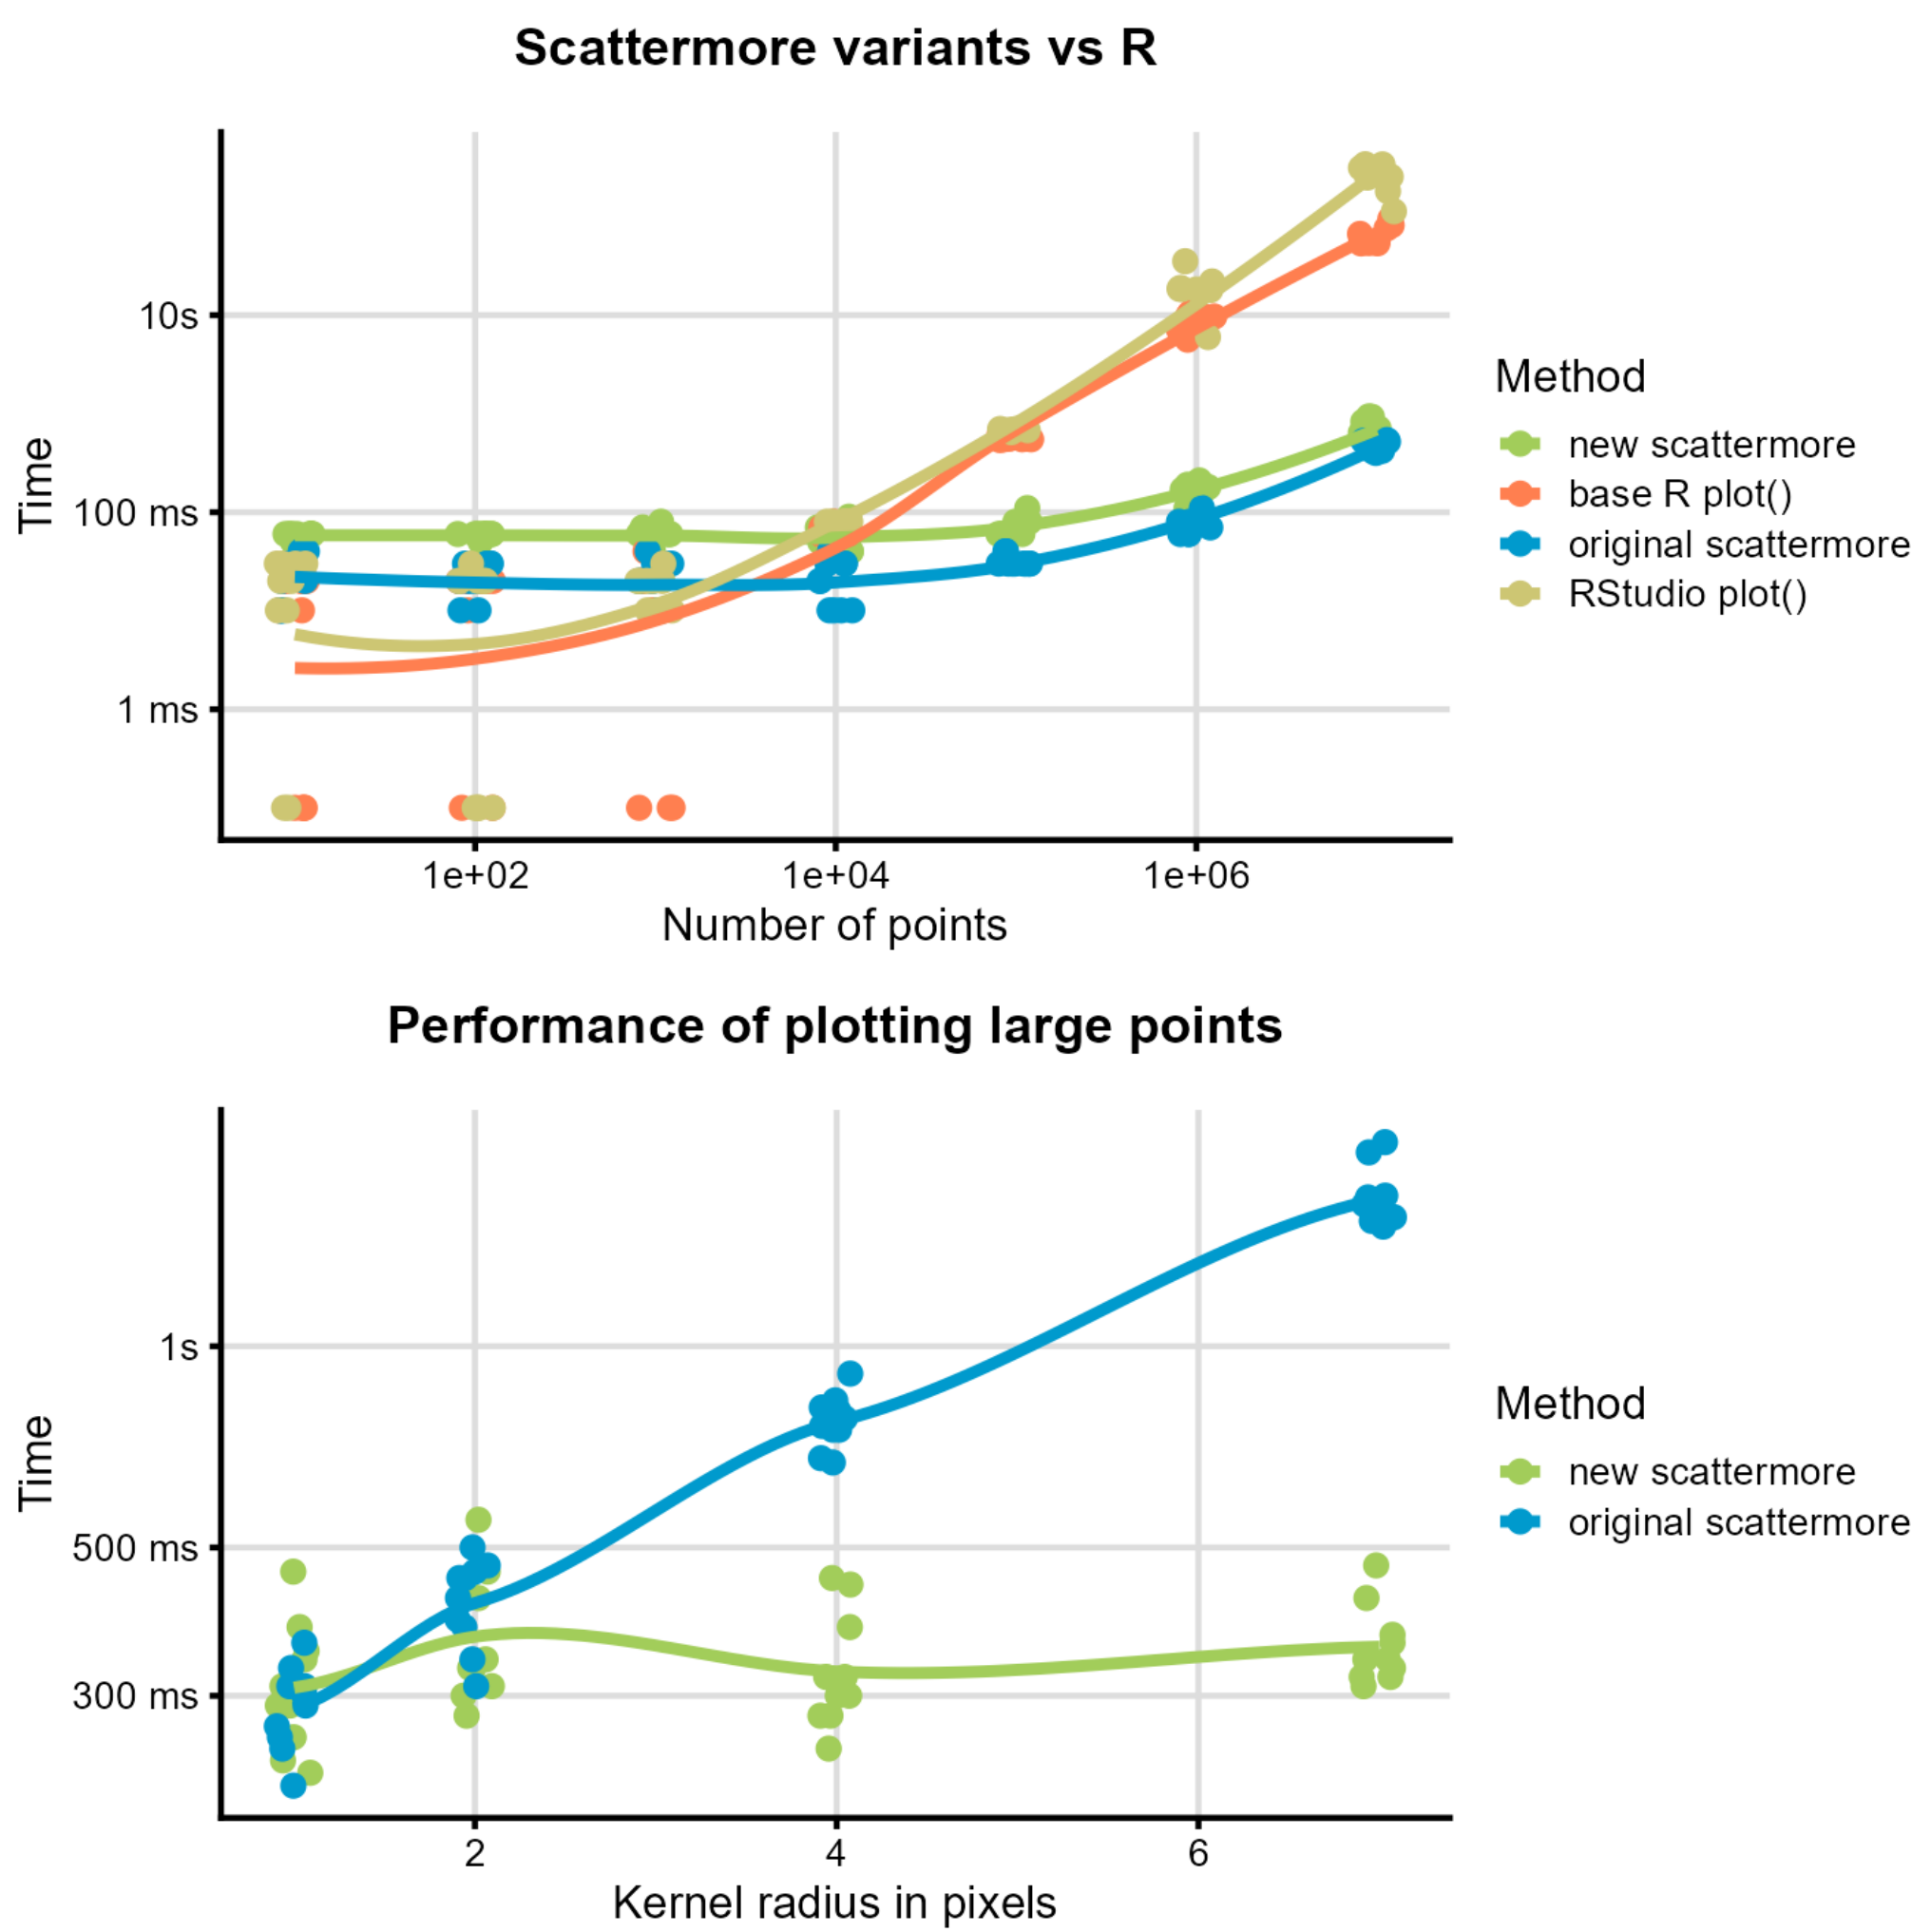 Scattermore variants vs R
Time
10s
100 ms
1 ms
1e+02
1e+04
1e+06
Number of points
Method
new scattermore
base R plot()
original scattermore
RStudio plot()
Performance of plotting large points
Time
1s
500 ms
300 ms
2
4
6
Kernel radius in pixels
Method
new scattermore
original scattermore